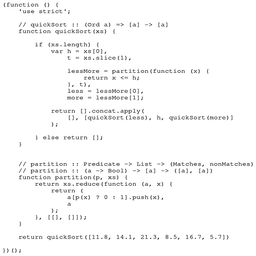 (function () {
    'use strict';

    // quickSort :: (Ord a) => [a] -> [a]
    function quickSort(xs) {

        if (xs.length) {
            var h = xs[0],
                t = xs.slice(1),

                lessMore = partition(function (x) {
                    return x <= h;
                }, t),
                less = lessMore[0],
                more = lessMore[1];

            return [].concat.apply(
                [], [quickSort(less), h, quickSort(more)]
            );

        } else return [];
    }

    // partition :: Predicate -> List -> (Matches, nonMatches)
    // partition :: (a -> Bool) -> [a] -> ([a], [a])
    function partition(p, xs) {
        return xs.reduce(function (a, x) {
            return (
                a[p(x) ? 0 : 1].push(x),
                a
            );
        }, [[], []]);
    }

    return quickSort([11.8, 14.1, 21.3, 8.5, 16.7, 5.7])

})();